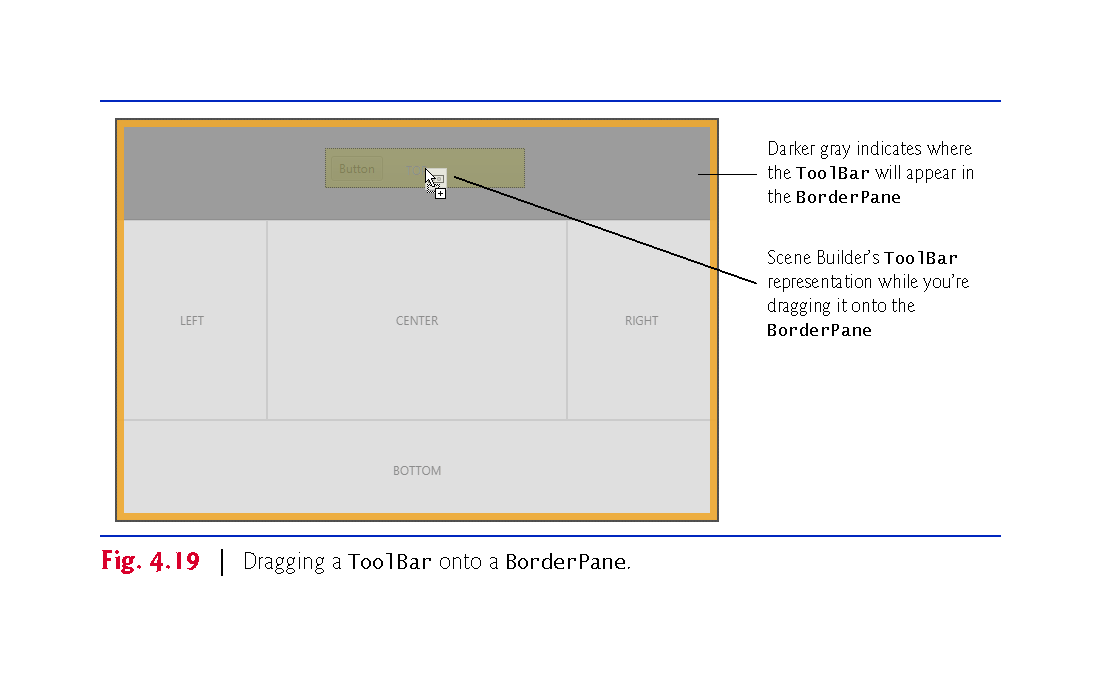 Button
LEFT
CENTER
RIGHT
BOTTOM
Darker gray indicates where
the ToolBar will appear in
the BorderPane
Scene Builder’s ToolBar
representation while you’re
dragging it onto the
BorderPane
Fig. 4.19 | Dragging a ToolBar onto a BorderPane.